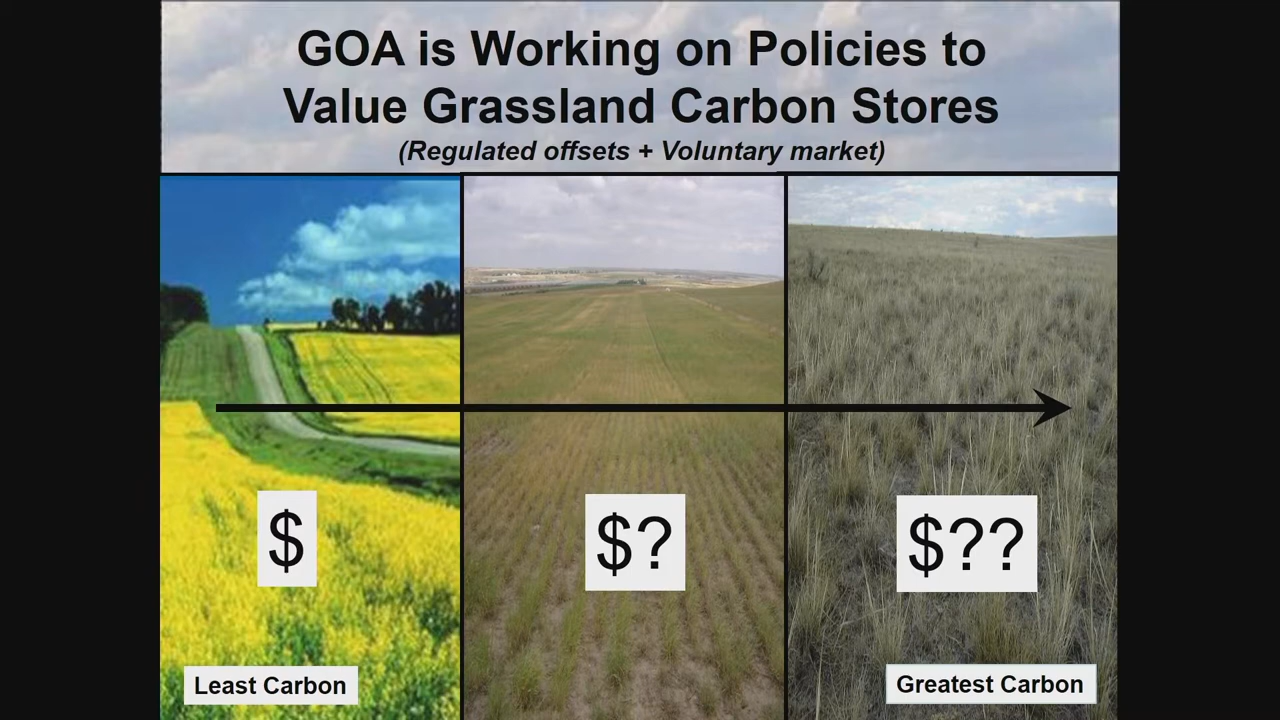 GOA is Working on Policies to
Value Grassland Carbon Stores
(Regulated offsets + Voluntary market)
$
$?
$??
Least Carbon
Greatest Carbon